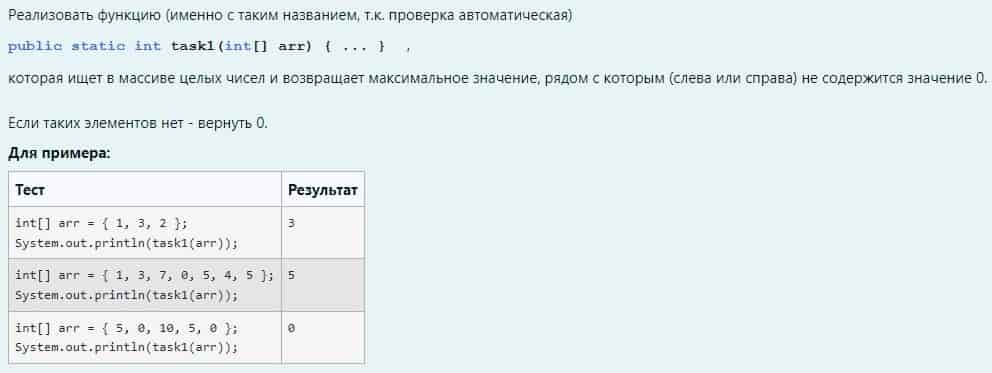 Реализовать функцию (именно с таким названием, т.к. проверка автоматическая)
public static int task1(int[] arr) { ... } ,
которая ищет в массиве целых чисел и возвращает максимальное значение, рядом с которым (слева или справа) не содержится значение 0.
Если таких элементов нет - вернуть 0.
Для примера:
Тест Результат
int[] arr = { 1, 3, 2 }; 3
System.out.println(task1(arr));
int[] arr = { 1, 3, 7, 0, 5, 4, 5 }; 5
System.out.println(task1(arr));
int[] arr = { 5, 0, 10, 5, 0 }; 0
System.out.println(task1(arr));